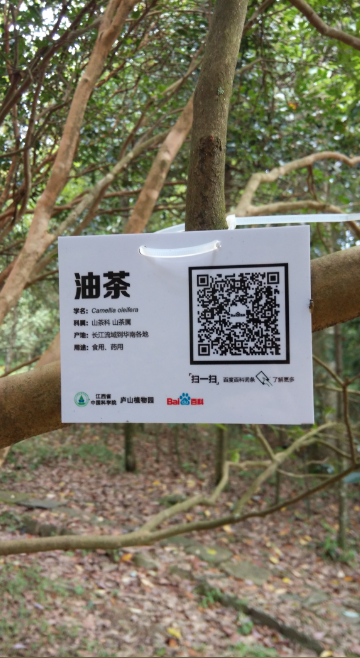 油茶
学名: Camellia oleifera
科属: 山茶科 山茶属
产地: 长江流域到华南各地
用途: 食用、药用
「扫一扫」 百度百科词条 了解更多
江西省
中国科学院 庐山植物园 Bai百科